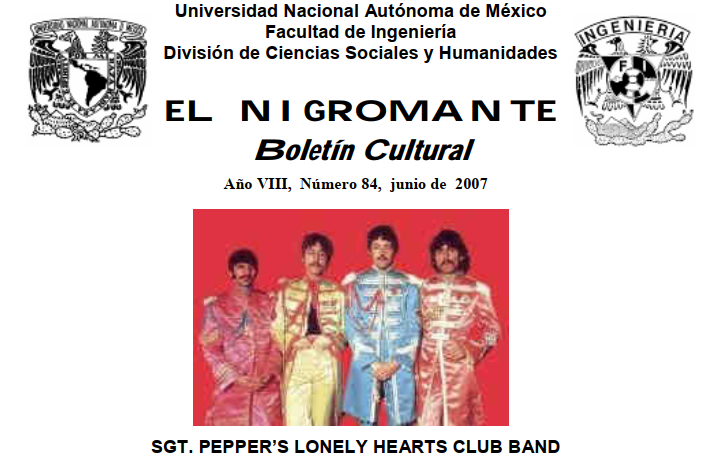 Universidad Nacional Autónoma de México
Facultad de Ingeniería
División de Ciencias Sociales y Humanidades
INGENIERIA
EL NIGROMANTE
Boletín Cultural
Año VIII, Número 84, junio de 2007
SGT. PEPPER'S LONELY HEARTS CLUB BAND